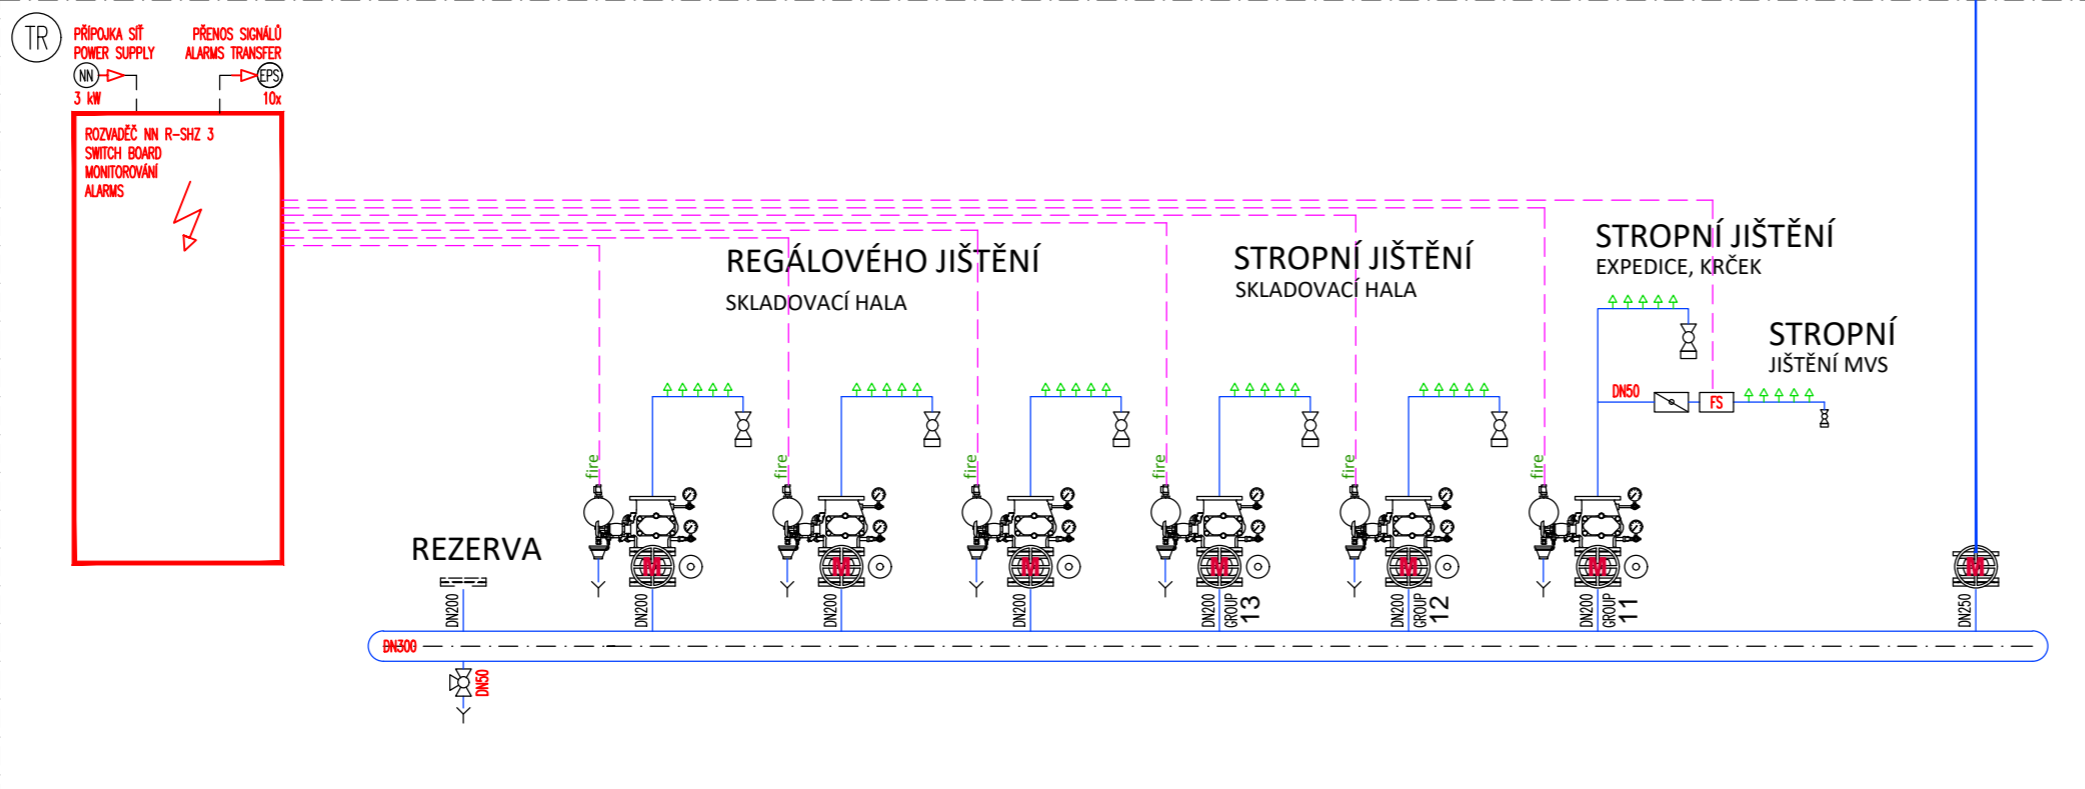 TR
PŘÍPOJKA SÍŤ
POWER SUPPLY
NN
3 kW
PŘENOS SIGNÁLŮ
ALARMS TRANSFER
EPS
10x
ROZVADĚČ NN R-SHZ 3
SWITCH BOARD
MONITOROVÁNÍ
ALARMS
REGÁLOVÉHO JIŠTĚNÍ
SKLADOVACÍ HALA
STROPNÍ JIŠTĚNÍ
SKLADOVACÍ HALA
STROPNÍ JIŠTĚNÍ
EXPEDICE, KRČEK
STROPNÍ
JIŠTĚNÍ MVS
DN50
FS
fire
fire
fire
fire
fire
fire
REZERVA
M
M
M
M
M
M
M
DN200
DN200
DN200
DN200
DN200
GROUP
13
DN200
GROUP
12
DN200
GROUP
11
DN250
DN300
DN50